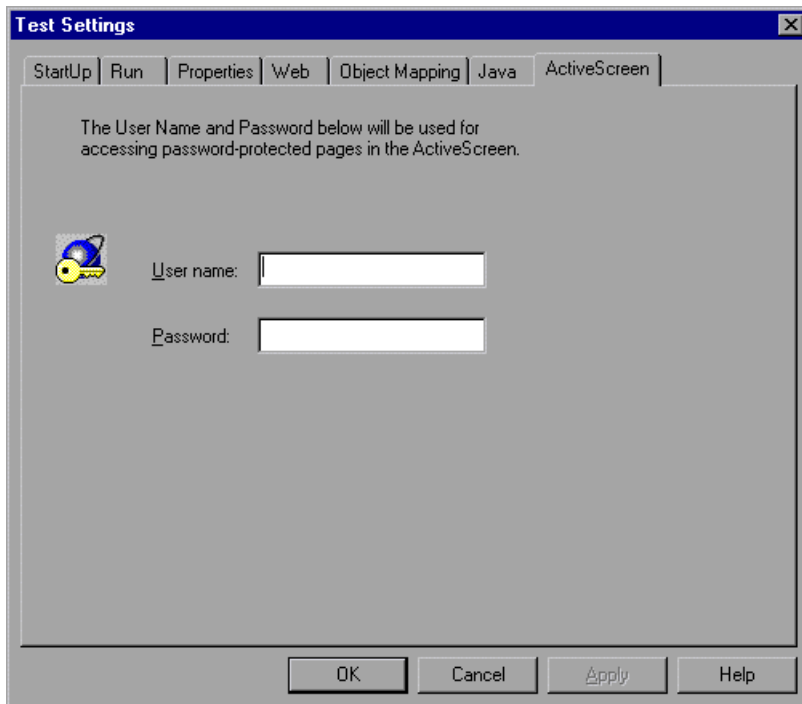 Test Settings
StartUp Run Properties Web Object Mapping Java ActiveScreen
The User Name and Password below will be used for
accessing password-protected pages in the ActiveScreen.
User name:
Password:
OK Cancel Apply Help